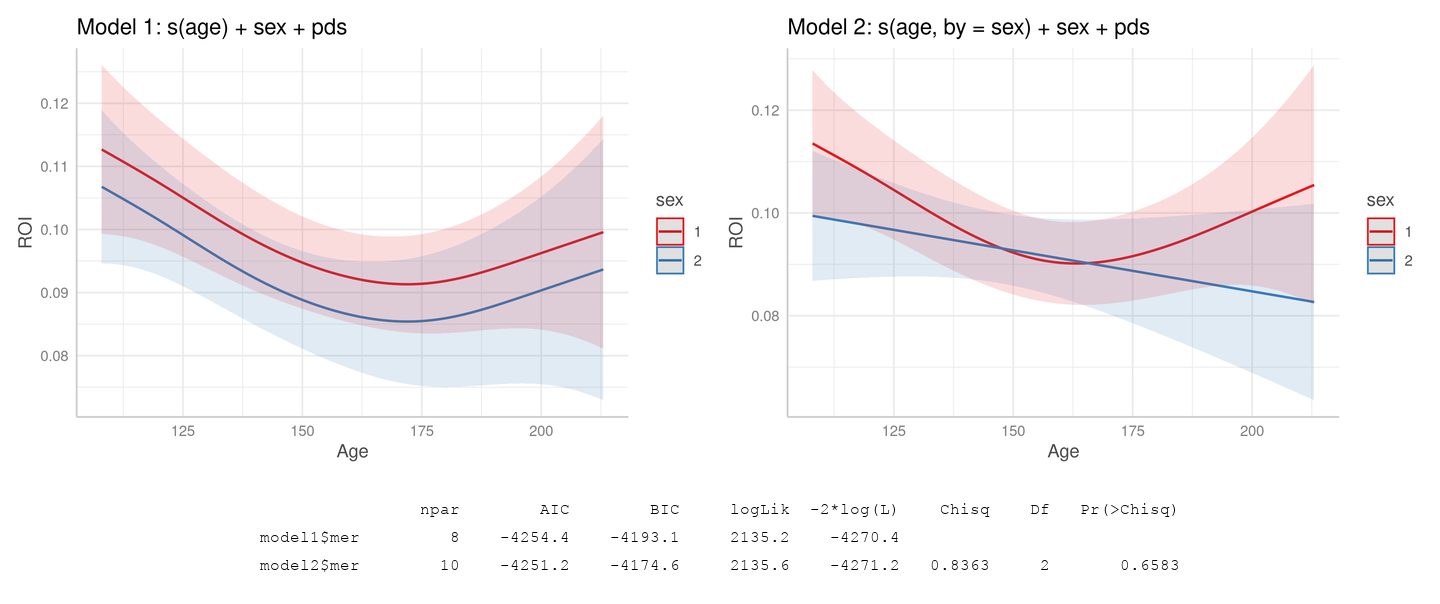 Model 1: s(age) + sex + pds
0.12
0.11
0.10
0.09
0.08
ROI
125 150 175 200
Age
sex
1
2
Model 2: s(age, by = sex) + sex + pds
0.12
0.10
0.08
ROI
125 150 175 200
Age
sex
1
2
npar AIC BIC logLik -2*log(L) Chisq Df Pr(>Chisq)
model1$mer 8 -4254.4 -4193.1 2135.2 -4270.4
model2$mer 10 -4251.2 -4174.6 2135.6 -4271.2 0.8363 2 0.6583